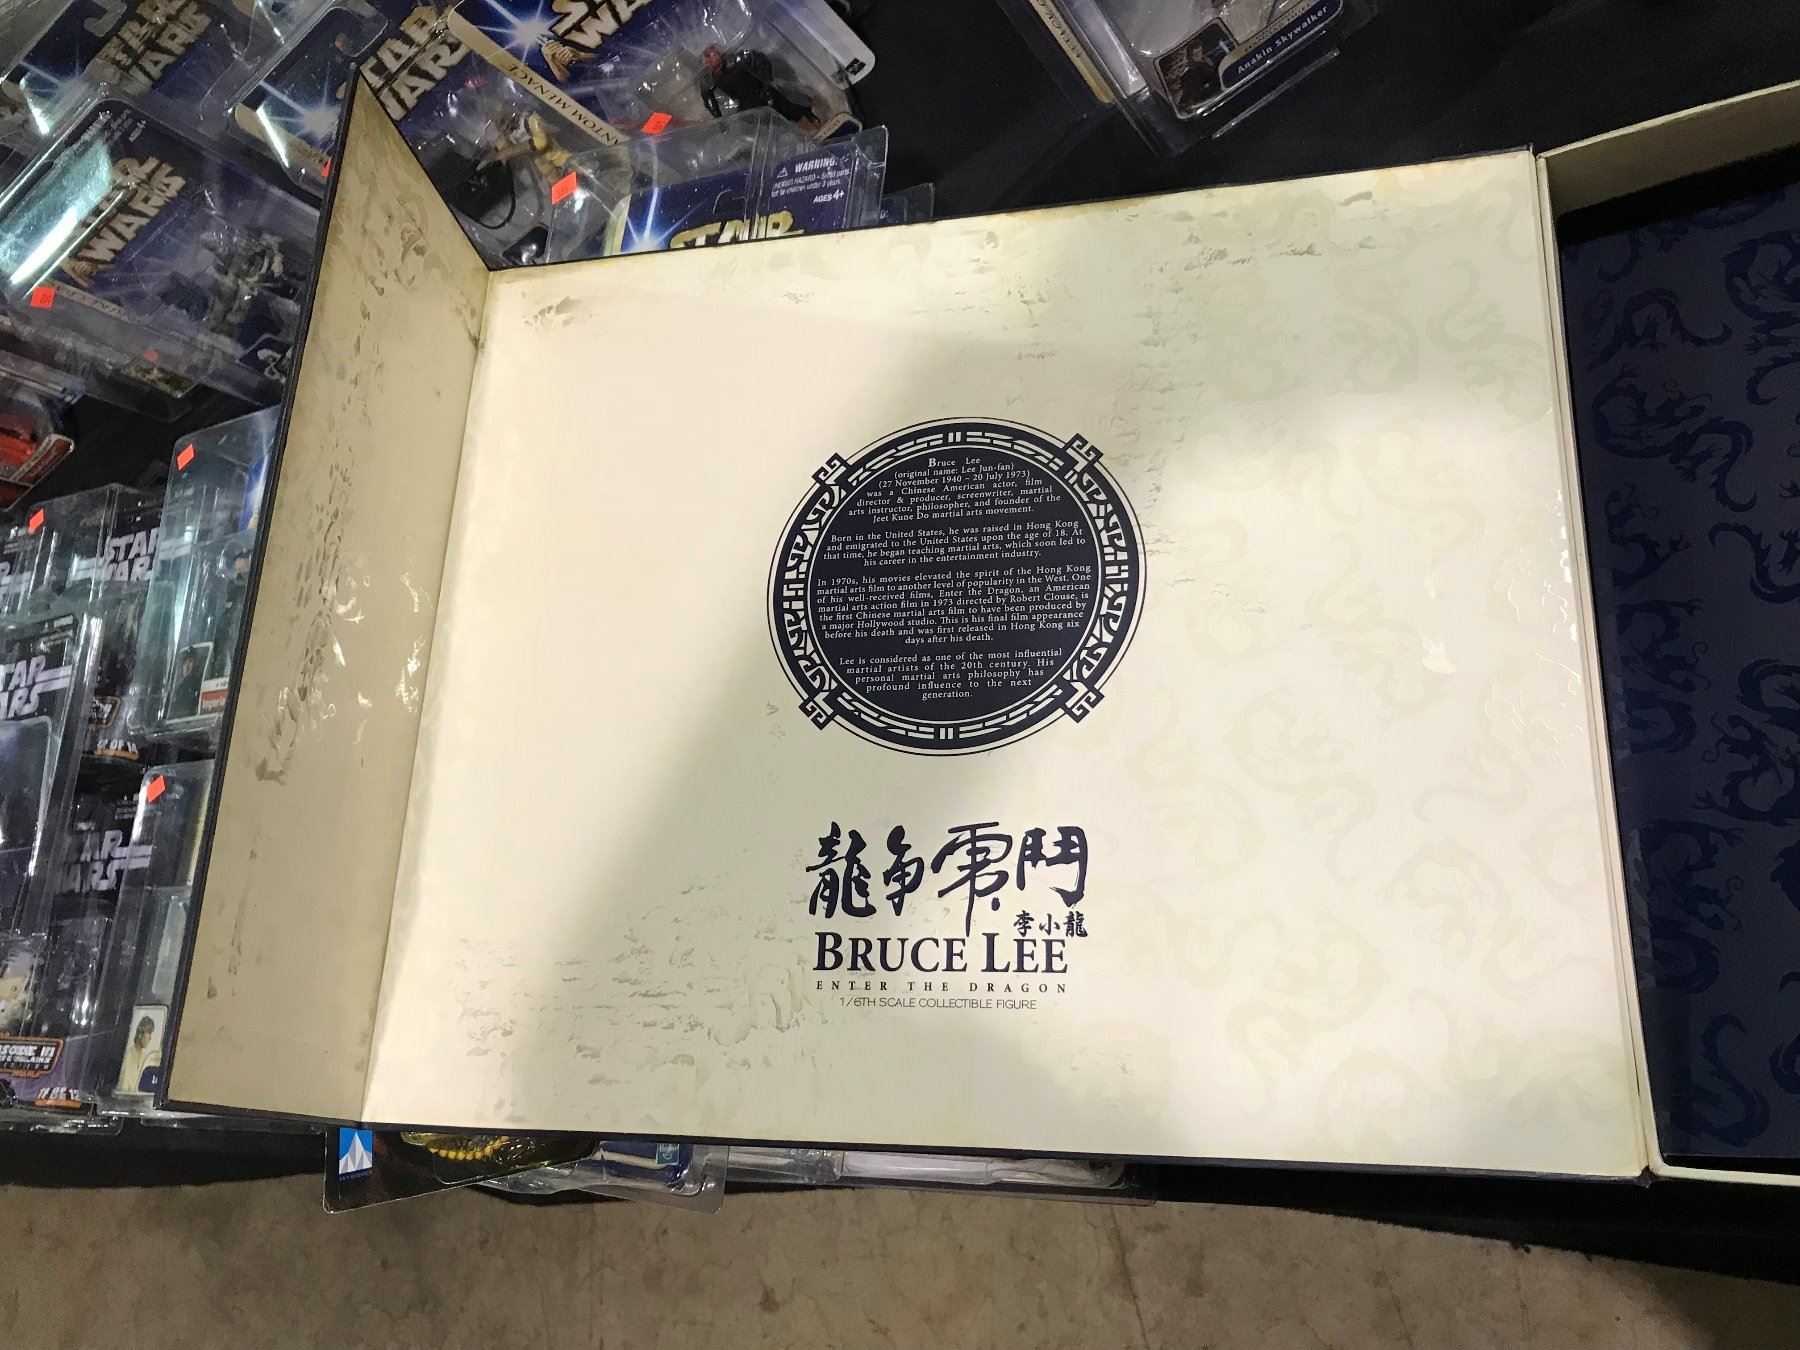 STAR
WARS
STAR
WARS
PHANTOM MENACE
Anakin Skywalker
WARNING:
AGES 4+
STAR
WARS
STAR
WARS
STAR
WARS
Bruce Lee
(original name: Lee Jun-fan)
(27 November 1940 – 20 July 1973)
was a Chinese American actor, film
director & producer, screenwriter, martial
arts instructor, philosopher, and founder of the
Jeet Kune Do martial arts movement.
Born in the United States, he was raised in Hong Kong
and emigrated to the United States upon the age of 18. At
that time, he began teaching martial arts, which soon led to
his career in the entertainment industry.
In 1970s, his movies elevated the spirit of the Hong Kong
martial arts film to another level of popularity in the West. One
of his well-received films, Enter the Dragon, an American
martial arts action film in 1973 directed by Robert Clouse, is
the first Chinese martial arts film to have been produced by
a major Hollywood studio. This is his final film appearance
before his death and was first released in Hong Kong six
days after his death.
Lee is considered as one of the most influential
martial artists of the 20th century. His
personal martial arts philosophy has
profound influence to the next
generation.
龍争虎鬥
李小龍
BRUCE LEE
ENTER THE DRAGON
1/6TH SCALE COLLECTIBLE FIGURE